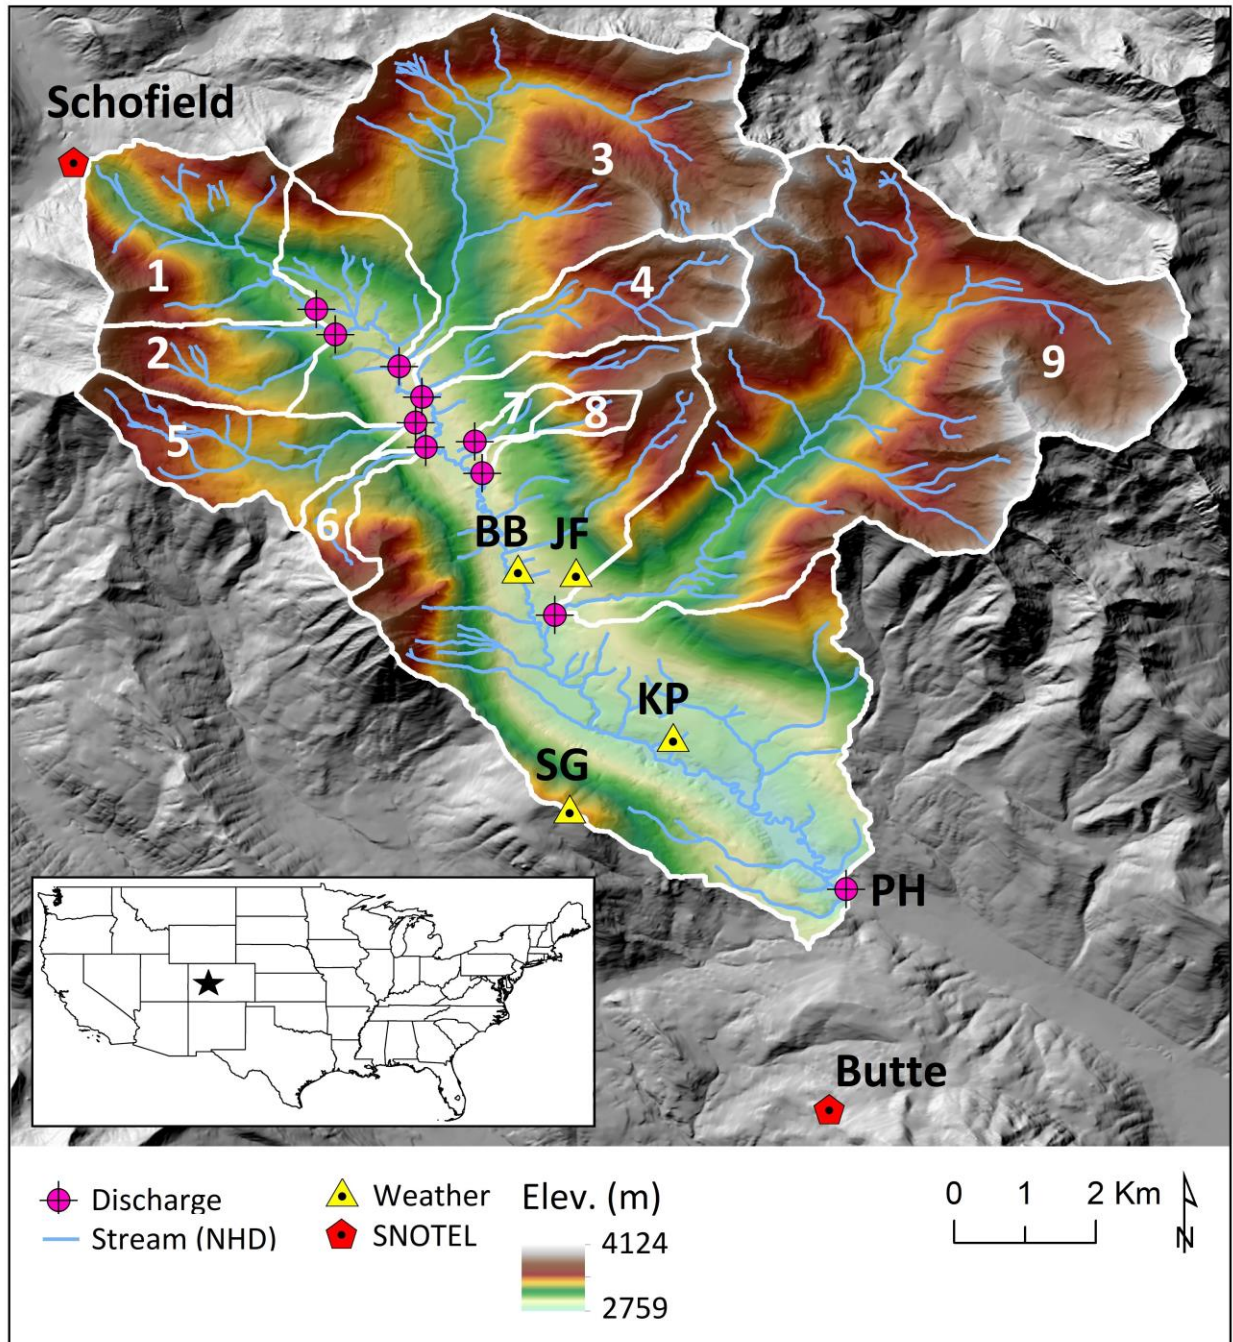 Schofield
3
1
4
2
9
7
8
5
6
BB
JF
KP
SG
PH
Butte
Discharge
Stream (NHD)
Weather
SNOTEL
Elev. (m)
4124
2759
0 1 2 Km
N